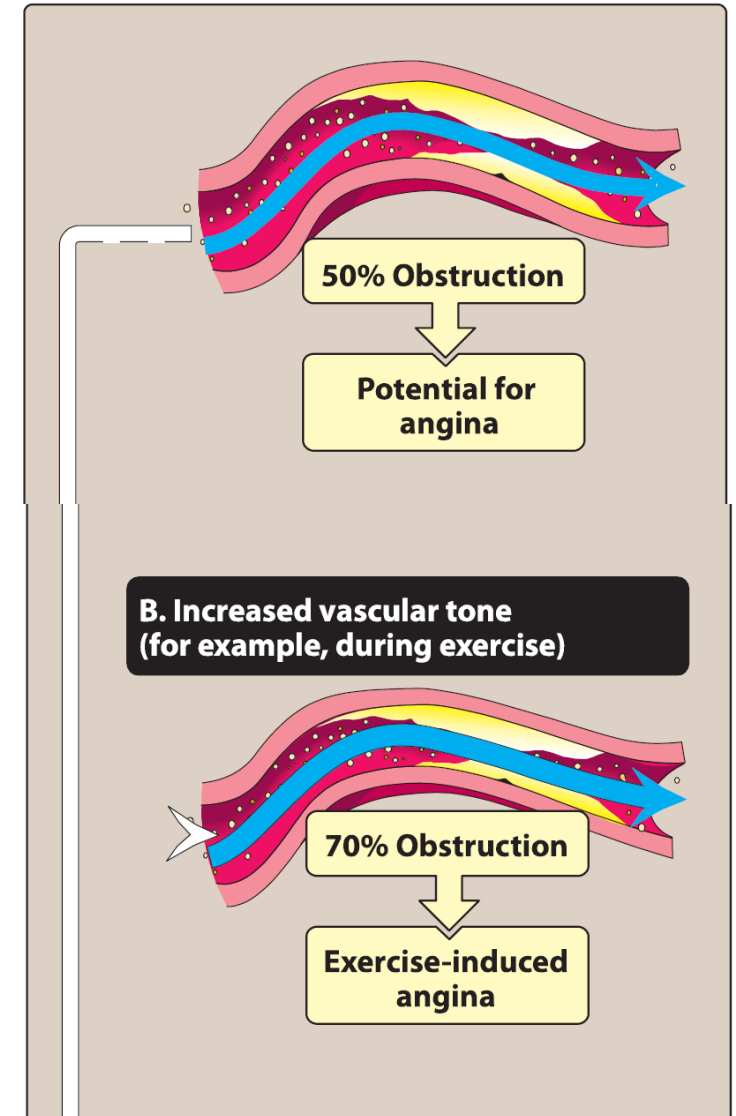 50% Obstruction
Potential for
angina
B. Increased vascular tone
(for example, during exercise)
70% Obstruction
Exercise-induced
angina